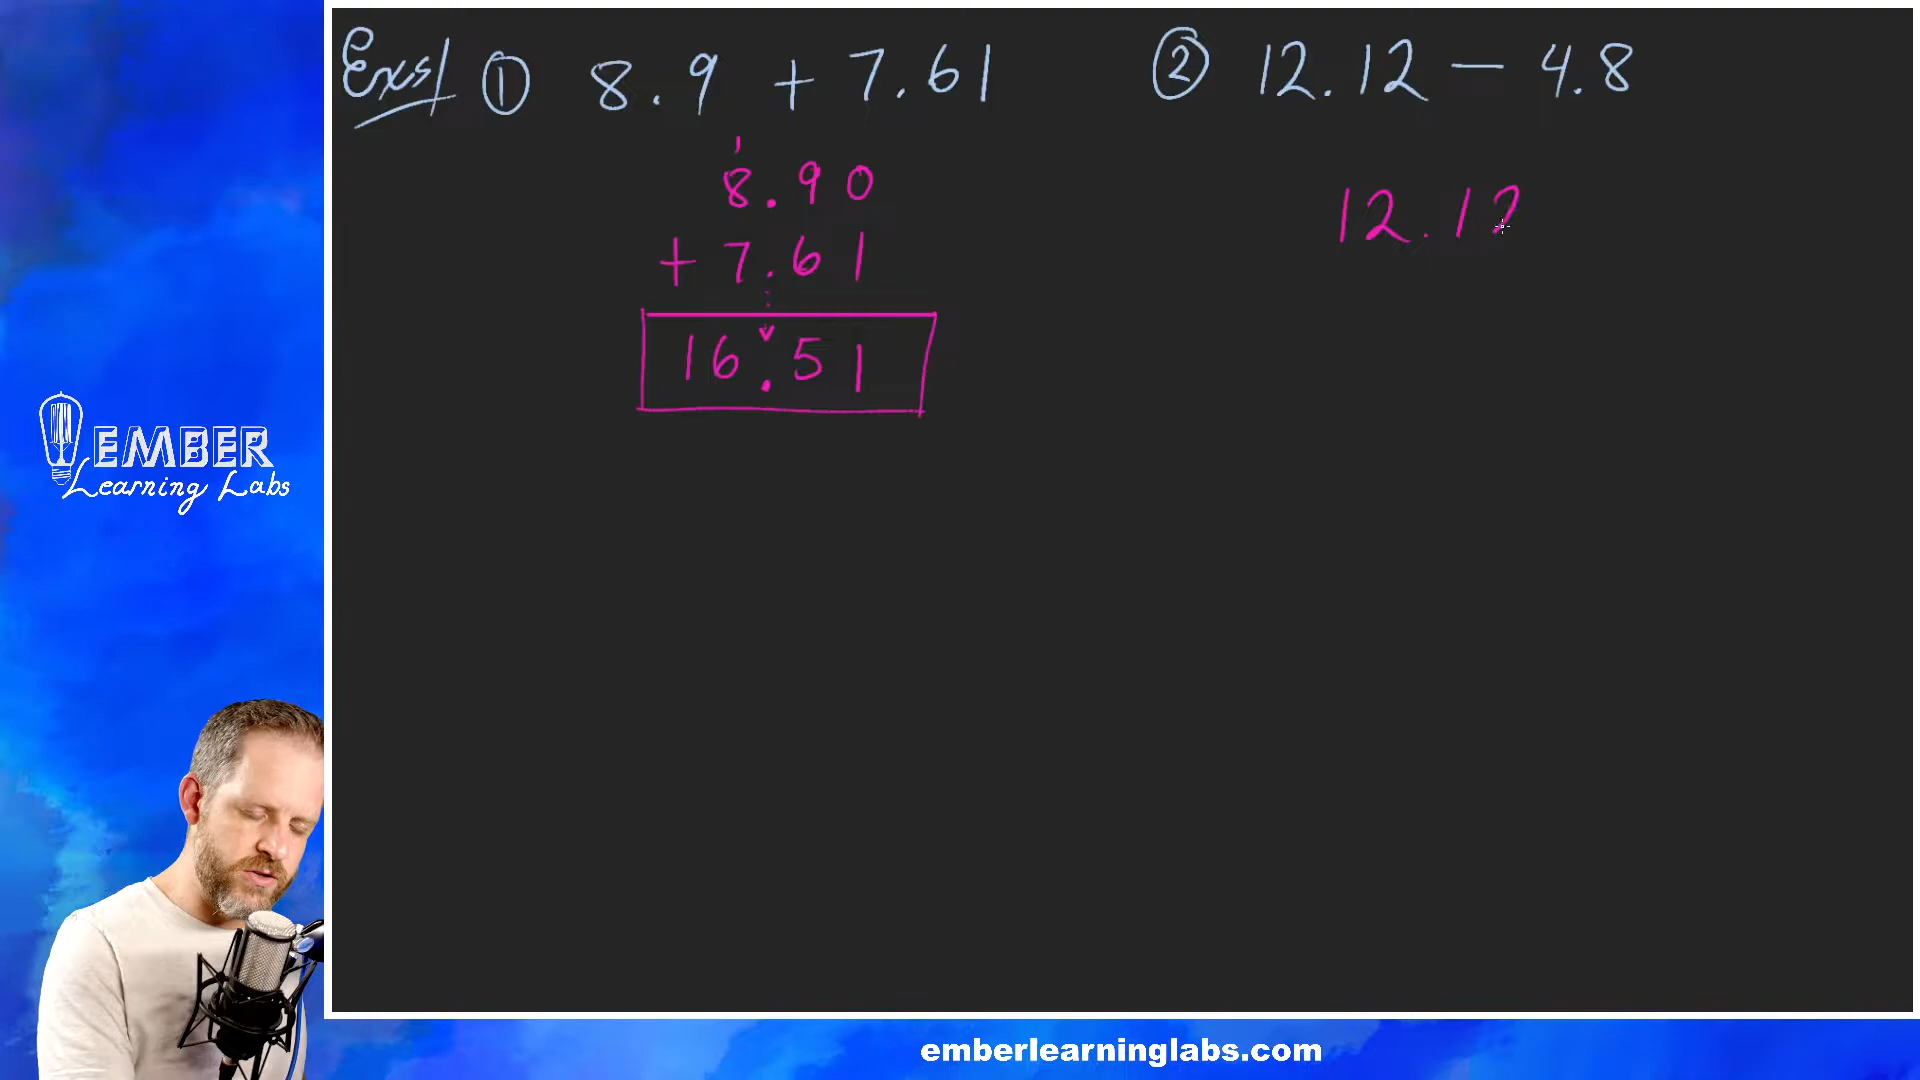 Exs ① 8.9 + 7.61
1
8.90
+ 7.61
16.51
② 12.12 – 4.8
12.12
EMBER
Learning Labs
emberlearninglabs.com